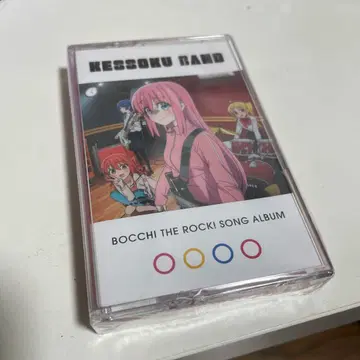 KESSOKU BAND
BOCCHI THE ROCK! SONG ALBUM